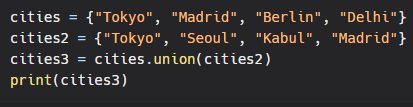 cities = {"Tokyo", "Madrid", "Berlin", "Delhi"}
cities2 = {"Tokyo", "Seoul", "Kabul", "Madrid"}
cities3 = cities.union(cities2)
print(cities3)